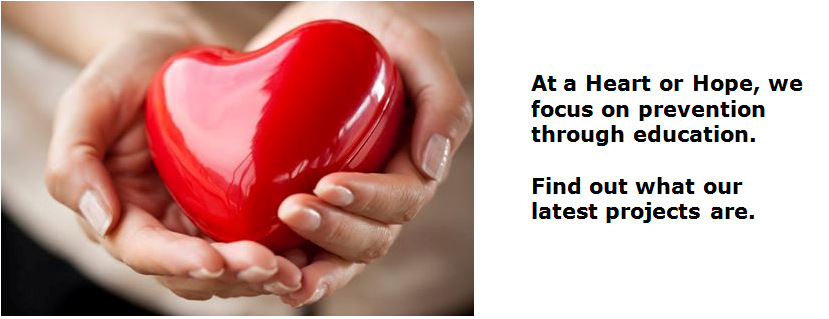 At a Heart or Hope, we
focus on prevention
through education.
Find out what our
latest projects are.